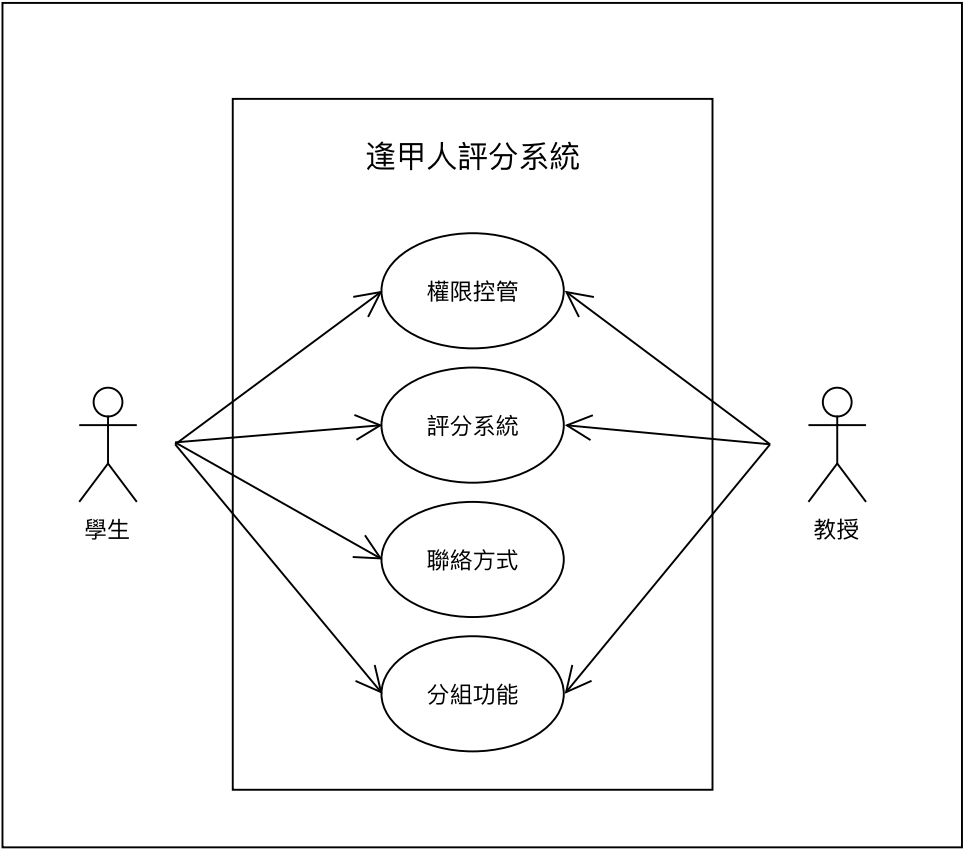 逢甲人評分系統
權限控管
評分系統
學生
教授
聯絡方式
分組功能